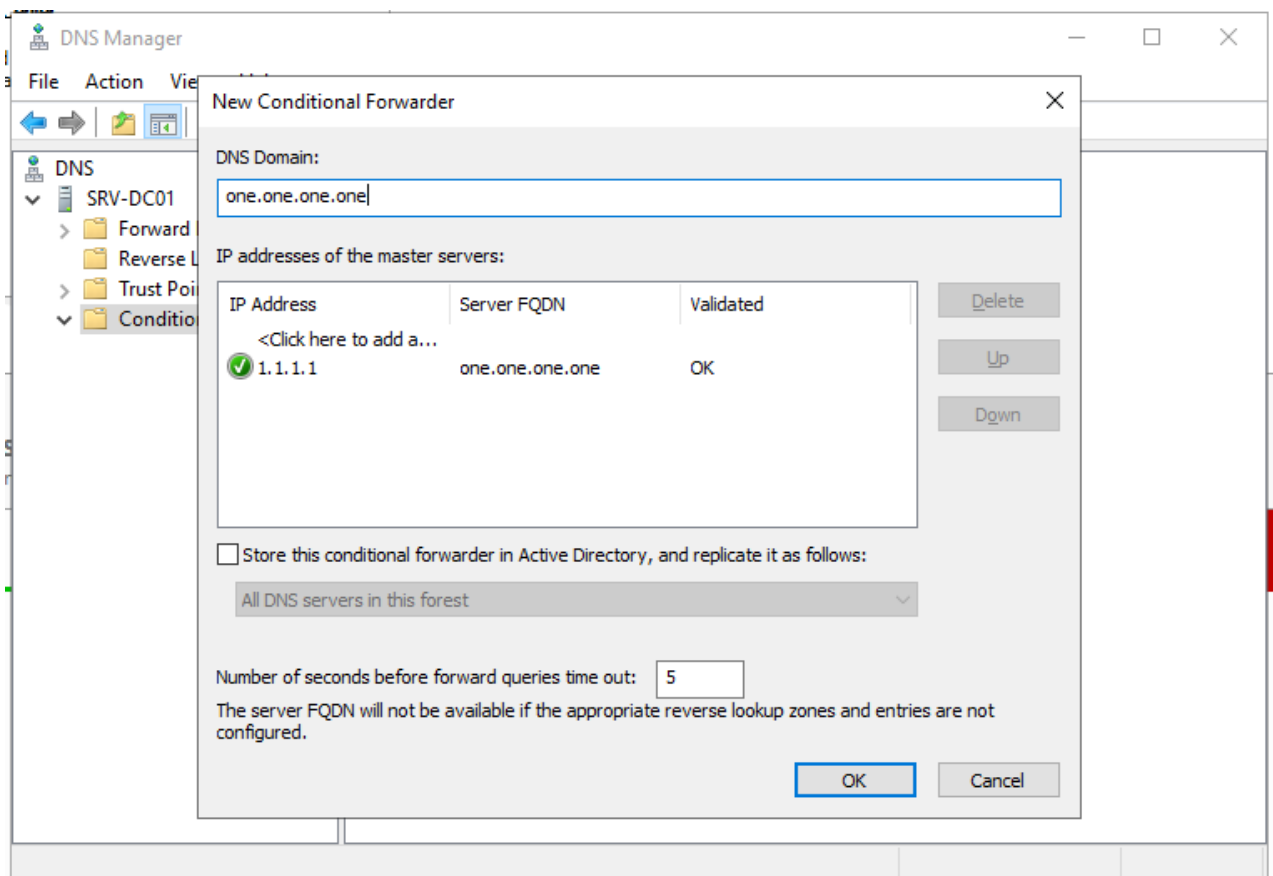 DNS Manager
File Action Vie
New Conditional Forwarder
DNS Domain:
one.one.one.one
DNS
SRV-DC01
Forward
Reverse L
Trust Poi
Conditio
IP addresses of the master servers:
IP Address Server FQDN Validated
<Click here to add a...
1.1.1.1 one.one.one.one OK
Delete
Up
Down
Store this conditional forwarder in Active Directory, and replicate it as follows:
All DNS servers in this forest
Number of seconds before forward queries time out: 5
The server FQDN will not be available if the appropriate reverse lookup zones and entries are not
configured.
OK Cancel